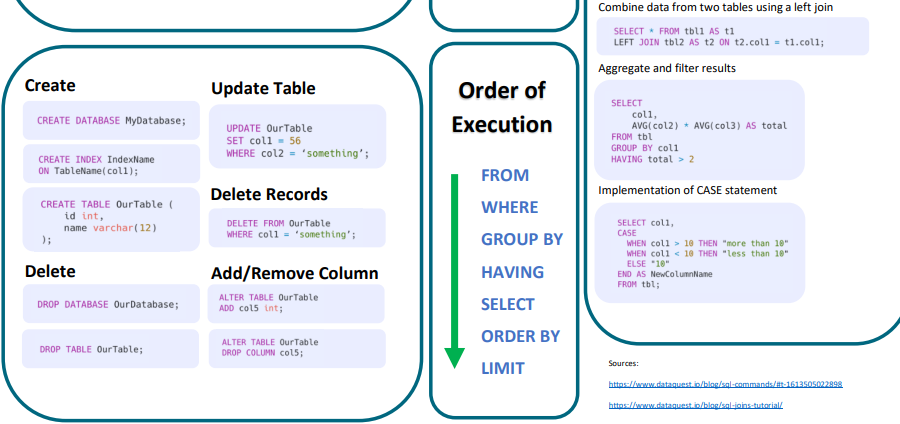 Create
CREATE DATABASE MyDatabase;
CREATE INDEX IndexName
ON TableName(col1);
CREATE TABLE OurTable (
id int,
name varchar(12)
);
Delete
DROP DATABASE OurDatabase;
DROP TABLE OurTable;
Update Table
UPDATE OurTable
SET col1 = 56
WHERE col2 = ‘something’;
Delete Records
DELETE FROM OurTable
WHERE col1 = ‘something’;
Add/Remove Column
ALTER TABLE OurTable
ADD col5 int;
ALTER TABLE OurTable
DROP COLUMN col5;
Order of
Execution
FROM
WHERE
GROUP BY
HAVING
SELECT
ORDER BY
LIMIT
Combine data from two tables using a left join
SELECT * FROM tbl1 AS t1
LEFT JOIN tbl2 AS t2 ON t2.col1 = t1.col1;
Aggregate and filter results
SELECT
col1,
AVG(col2) * AVG(col3) AS total
FROM tbl
GROUP BY col1
HAVING total > 2
Implementation of CASE statement
SELECT col1,
CASE
WHEN col1 > 10 THEN "more than 10"
WHEN col1 < 10 THEN "less than 10"
ELSE "10"
END AS NewColumnName
FROM tbl;
Sources:
https://www.dataquest.io/blog/sql-commands/#t-1613505022898
https://www.dataquest.io/blog/sql-joins-tutorial/